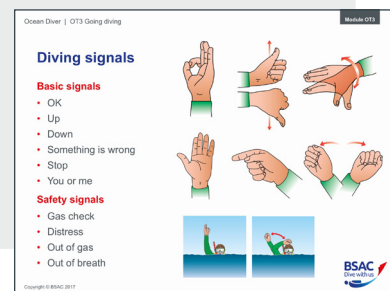 Ocean Diver | OT3 Going diving
Module OT3
Diving signals
Basic signals
• OK
• Up
• Down
• Something is wrong
• Stop
• You or me
Safety signals
• Gas check
• Distress
• Out of gas
• Out of breath
BSAC
Dive with us
Copyright © BSAC 2017